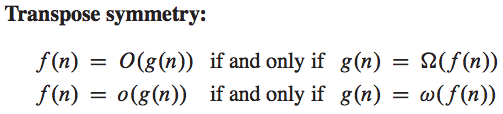 Transpose symmetry:
f(n) = O(g(n)) if and only if g(n) = Ω(f(n))
f(n) = o(g(n)) if and only if g(n) = ω(f(n))